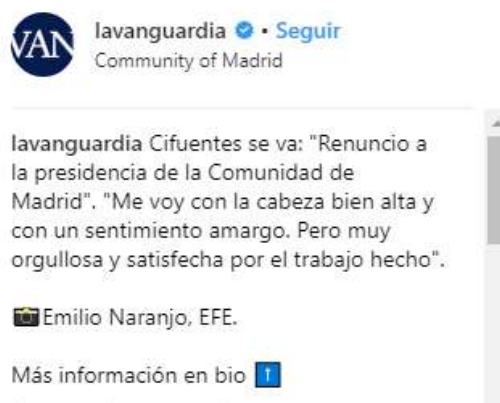 VAN
lavanguardia • Seguir
Community of Madrid
lavanguardia Cifuentes se va: "Renuncio a
la presidencia de la Comunidad de
Madrid". "Me voy con la cabeza bien alta y
con un sentimiento amargo. Pero muy
orgullosa y satisfecha por el trabajo hecho".
📷Emilio Naranjo, EFE.
Más información en bio ⬆